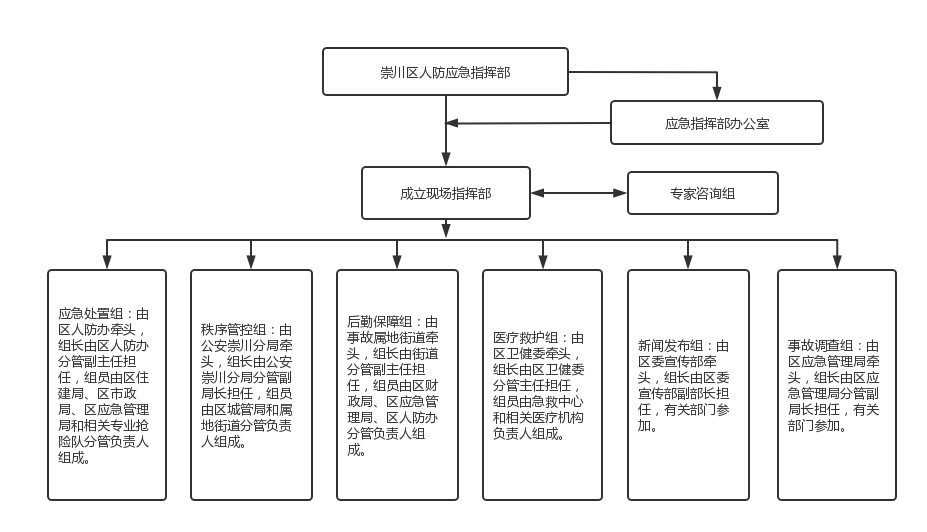 崇川区人防应急指挥部
应急指挥部办公室
成立现场指挥部
专家咨询组
应急处置组：由
区人防办牵头，
组长由区人防办
分管副主任担
任，组员由区住
建局、区市政
局、区应急管理
局和相关专业抢
险队分管负责人
组成。
秩序管控组：由
公安崇川分局牵
头，组长由公安
崇川分局分管副
局长担任，组员
由区城管局和属
地街道分管负责
人组成。
后勤保障组：由
事故属地街道牵
头，组长由街道
分管副主任担
任，组员由区财
政局、区应急管
理局、区人防办
分管负责人组
成。
医疗救护组：由
区卫健委牵头，
组长由区卫健委
分管主任担任，
组员由急救中心
和相关医疗机构
负责人组成。
新闻发布组：由
区委宣传部牵
头，组长由区委
宣传部副部长担
任，有关部门参
加。
事故调查组：由
区应急管理局牵
头，组长由区应
急管理局分管副
局长担任，有关
部门参加。